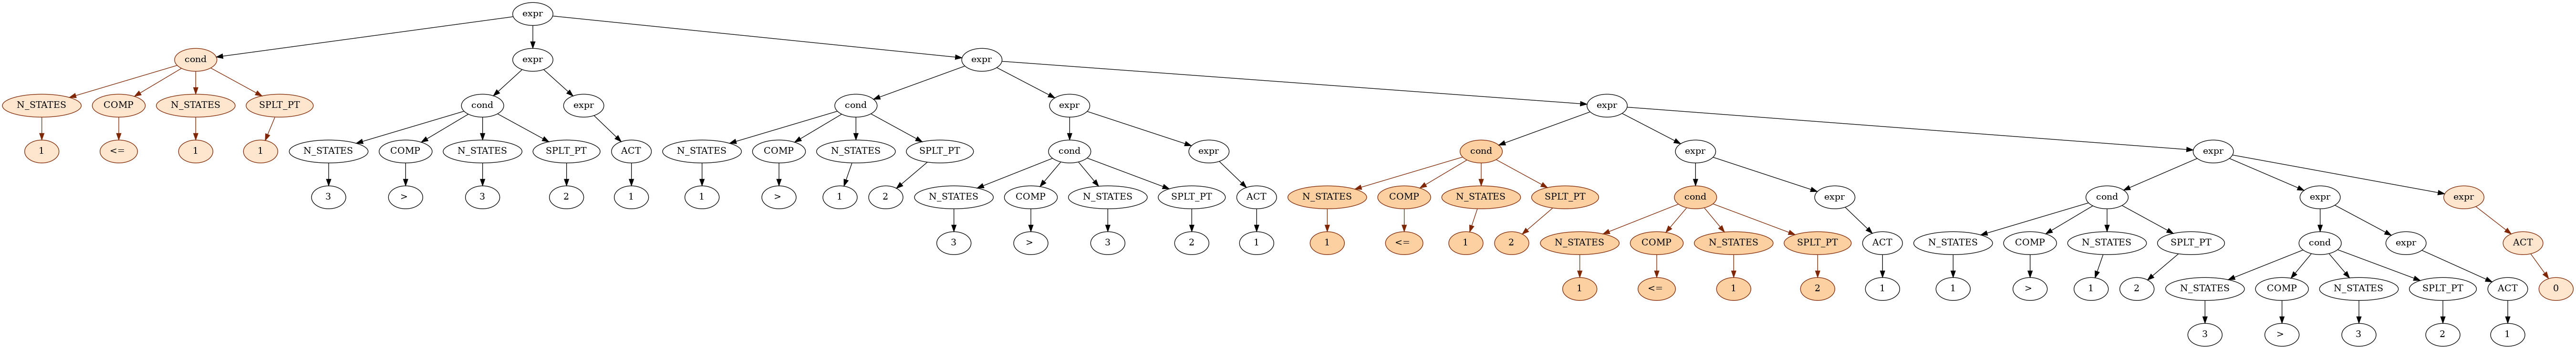 expr
cond expr expr
N_STATES COMP N_STATES SPLT_PT cond expr cond expr expr
1 <= 1 1 N_STATES COMP N_STATES SPLT_PT ACT N_STATES COMP N_STATES SPLT_PT cond expr cond expr expr
3 > 3 2 1 1 > 1 2 N_STATES COMP N_STATES SPLT_PT ACT N_STATES COMP N_STATES SPLT_PT cond expr cond expr expr
3 > 3 2 1 1 <= 1 2 N_STATES COMP N_STATES SPLT_PT ACT N_STATES COMP N_STATES SPLT_PT cond expr ACT
1 <= 1 2 1 1 > 1 2 N_STATES COMP N_STATES SPLT_PT ACT 0
3 > 3 2 1